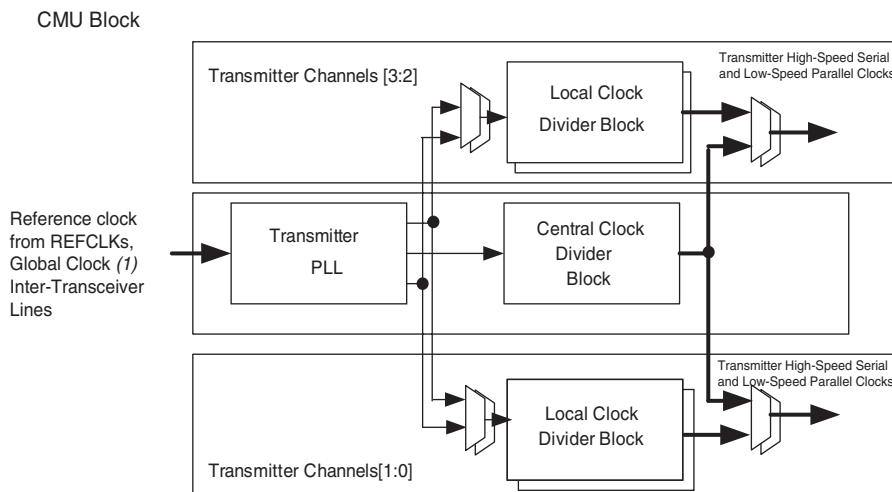 CMU Block
Transmitter Channels [3:2]
Local Clock
Divider Block
Transmitter High-Speed Serial
and Low-Speed Parallel Clocks
Reference clock
from REFCLKs,
Global Clock (1)
Inter-Transceiver
Lines
Transmitter
PLL
Central Clock
Divider
Block
Transmitter High-Speed Serial
and Low-Speed Parallel Clocks
Local Clock
Divider Block
Transmitter Channels[1:0]